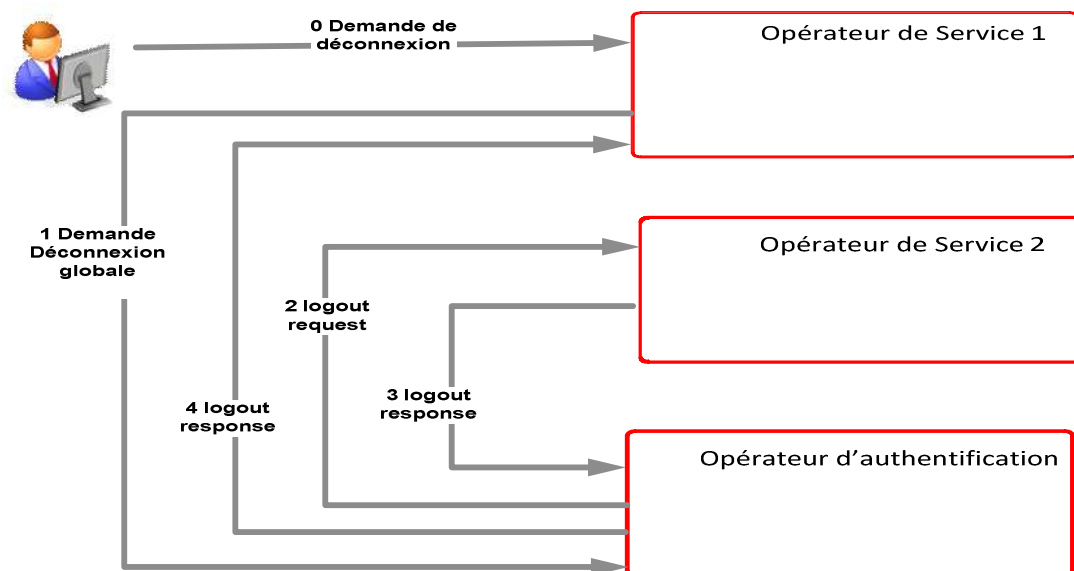 0 Demande de
déconnexion
Opérateur de Service 1
1 Demande
Déconnexion
globale
Opérateur de Service 2
2 logout
request
3 logout
response
4 logout
response
Opérateur d’authentification